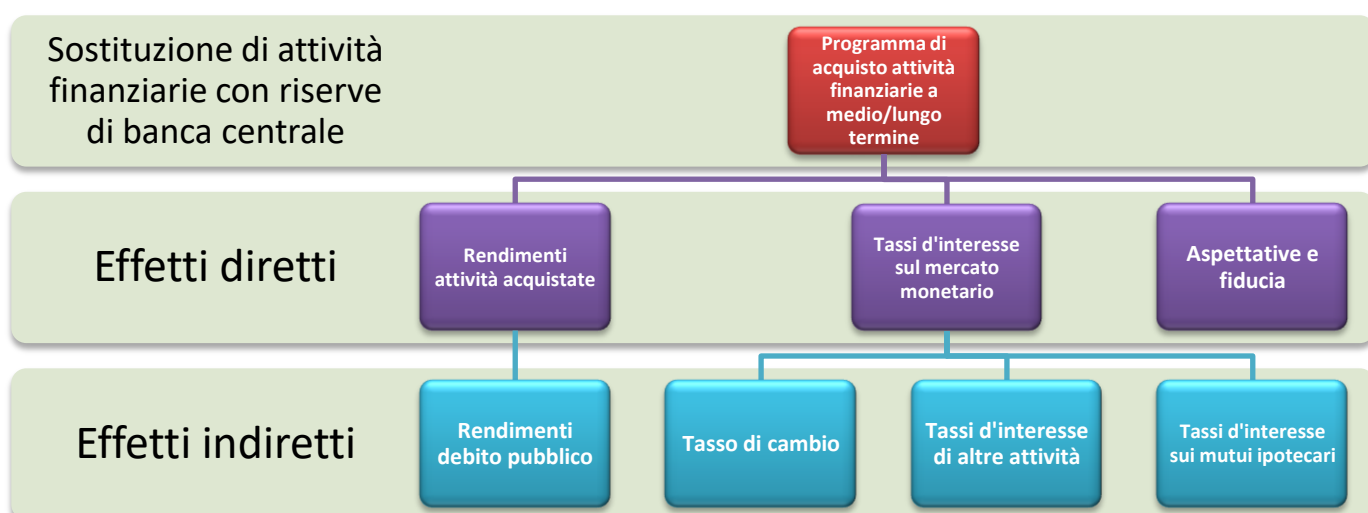 Sostituzione di attività
finanziarie con riserve
di banca centrale
Programma di
acquisto attività
finanziarie a
medio/lungo
termine
Effetti diretti
Rendimenti
attività acquistate
Tassi d'interesse
sul mercato
monetario
Aspettative e
fiducia
Effetti indiretti
Rendimenti
debito pubblico
Tasso di cambio
Tassi d'interesse
di altre attività
Tassi d'interesse
sui mutui ipotecari